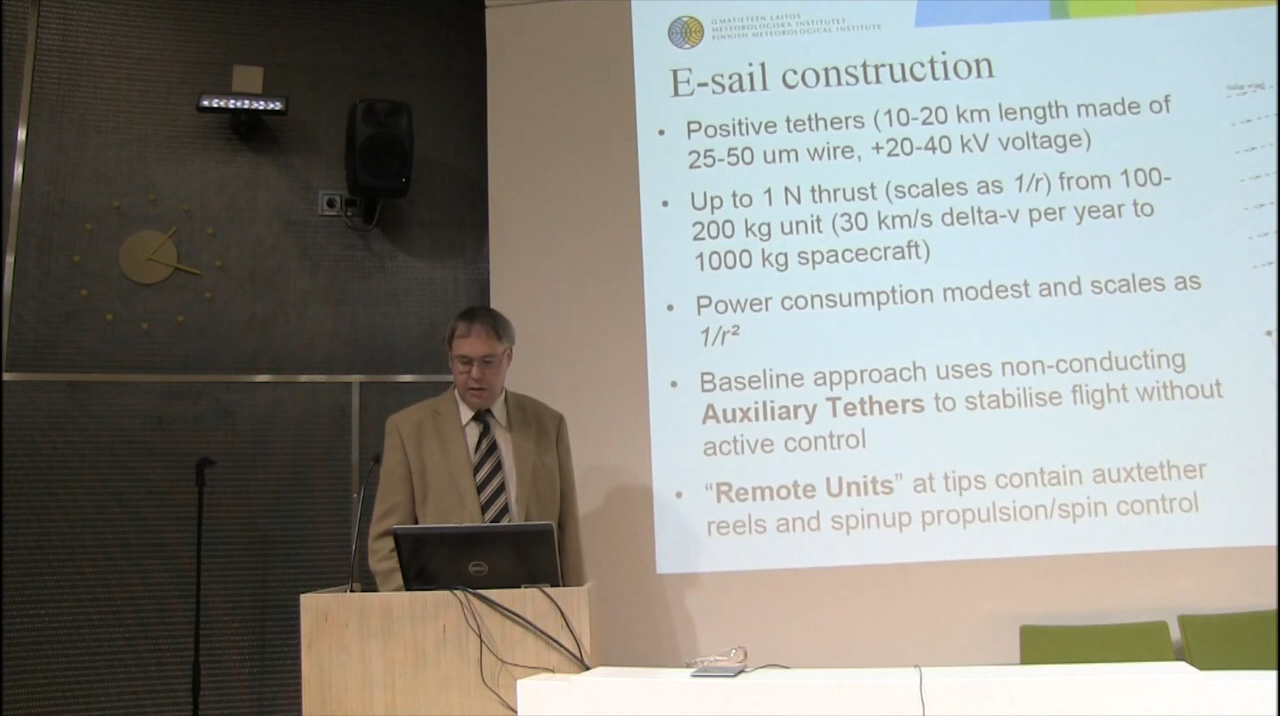 ILMATIETEEN LAITOS
METEOROLOGISKA INSTITUTET
FINNISH METEOROLOGICAL INSTITUTE
E-sail construction
• Positive tethers (10-20 km length made of
25-50 um wire, +20-40 kV voltage)
• Up to 1 N thrust (scales as 1/r) from 100-
200 kg unit (30 km/s delta-v per year to
1000 kg spacecraft)
• Power consumption modest and scales as
1/r²
• Baseline approach uses non-conducting
Auxiliary Tethers to stabilise flight without
active control
• “Remote Units” at tips contain auxtether
reels and spinup propulsion/spin control
Solar wind
DELL